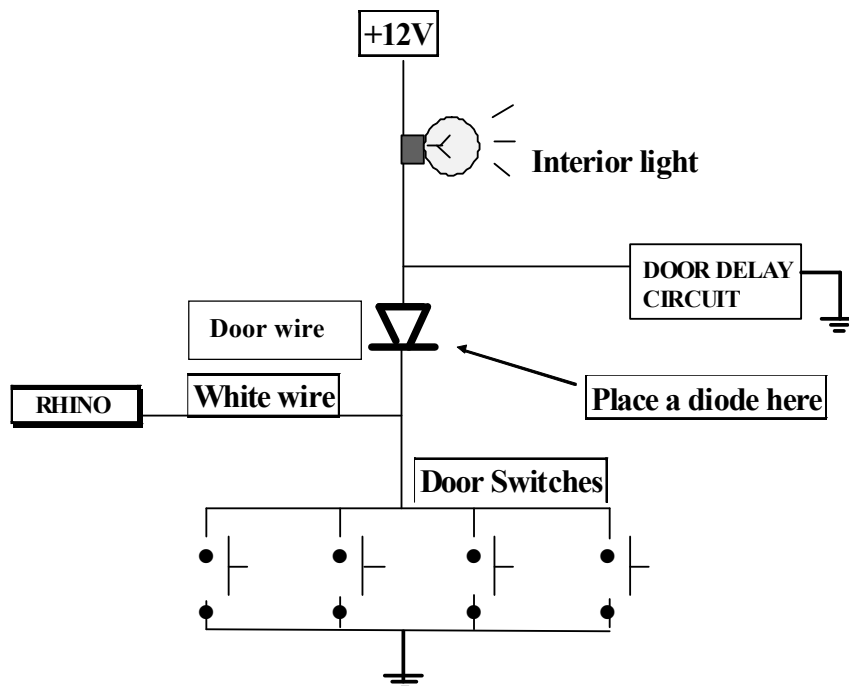 +12V
Interior light
DOOR DELAY
CIRCUIT
Door wire
White wire
RHINO
Place a diode here
Door Switches